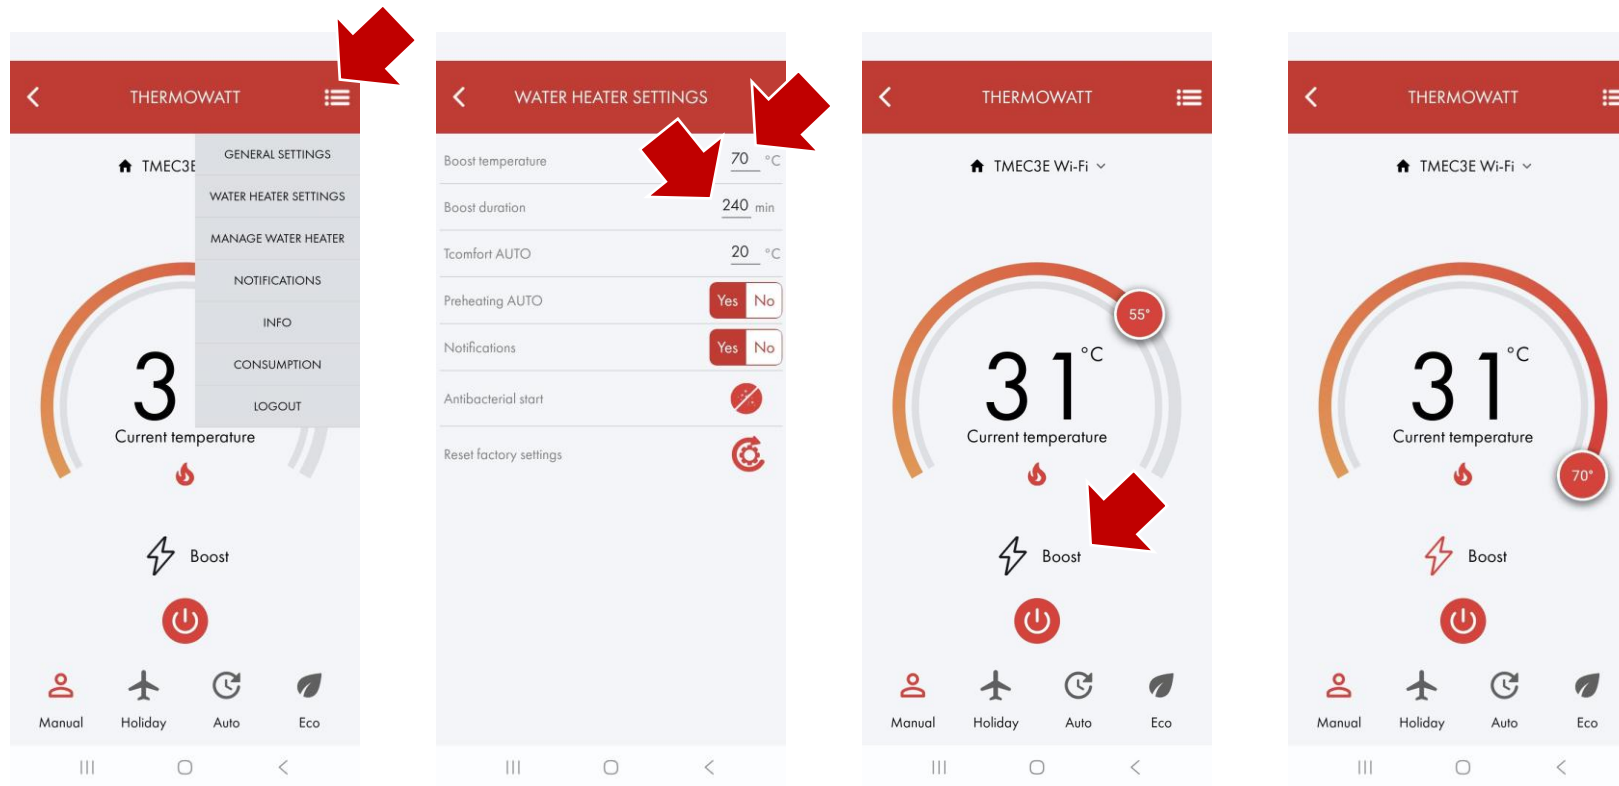 THERMOWATT
TMEC3E
GENERAL SETTINGS
WATER HEATER SETTINGS
MANAGE WATER HEATER
NOTIFICATIONS
INFO
CONSUMPTION
LOGOUT
3
Current temperature
Boost
Manual Holiday Auto Eco
WATER HEATER SETTINGS
Boost temperature 70 °C
Boost duration 240 min
Tcomfort AUTO 20 °C
Preheating AUTO Yes No
Notifications Yes No
Antibacterial start
Reset factory settings
THERMOWATT
TMEC3E Wi-Fi
55°
31 °C
Current temperature
Boost
Manual Holiday Auto Eco
THERMOWATT
TMEC3E Wi-Fi
31 °C
Current temperature
70°
Boost
Manual Holiday Auto Eco